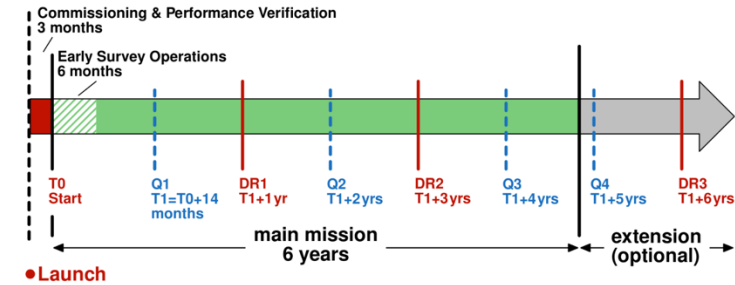 Commissioning & Performance Verification
3 months
Early Survey Operations
6 months
T0
Start
Q1
T1=T0+14
months
DR1
T1+1yr
Q2
T1+2yrs
DR2
T1+3yrs
Q3
T1+4yrs
Q4
T1+5yrs
DR3
T1+6yrs
main mission
6 years
extension
(optional)
Launch